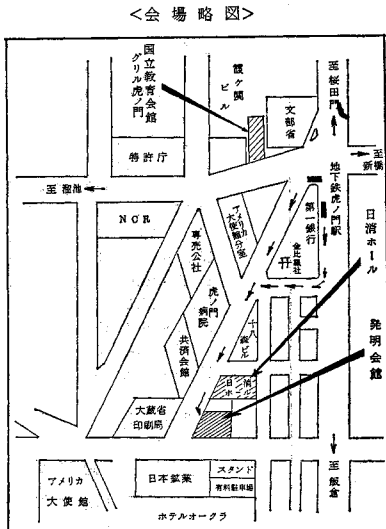 <会場略図>
国立教育会館
グリル虎ノ門
霞ヶ関
ビル
文部省
至桜田門
特許庁
至新橋
至溜池
NCR
地下鉄虎ノ門駅
アメリカ
大使館分室
第一銀行
金比羅社
日消ホール
専売公社
虎ノ門
病院
共済会館
十八森ビル
発明会館
日消
ホール
大蔵省
印刷局
至飯倉
アメリカ
大使館
日本鉱業
スタンド
有料駐車場
ホテルオークラ